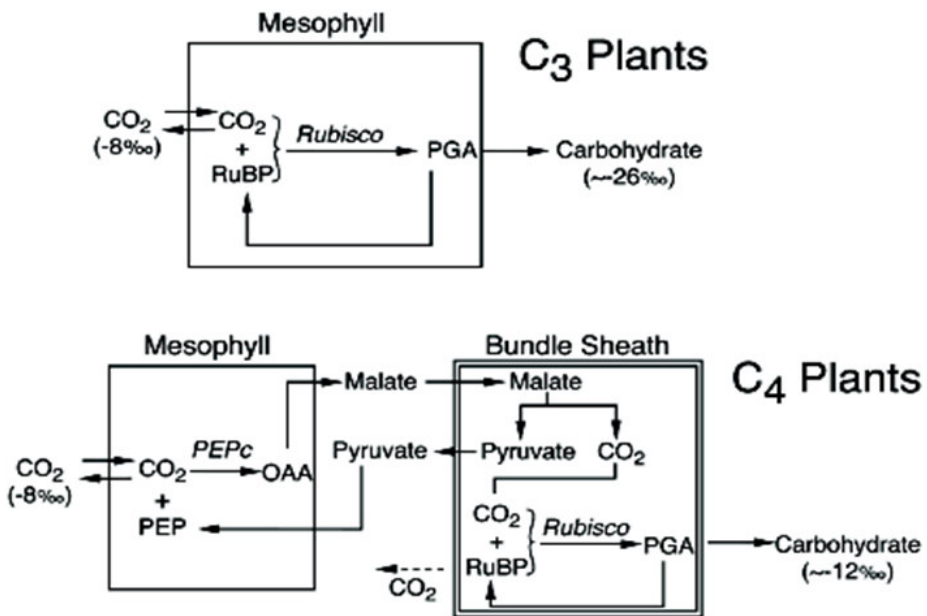 Mesophyll
C₃ Plants
CO₂
(-8‰)
CO₂
+
RuBP
Rubisco
PGA
Carbohydrate
(~-26‰)
Mesophyll
Bundle Sheath
C₄ Plants
Malate
Malate
CO₂
(-8‰)
CO₂
+
PEP
PEPc
OAA
Pyruvate
Pyruvate
CO₂
CO₂
+
RuBP
Rubisco
PGA
Carbohydrate
(~-12‰)
CO₂